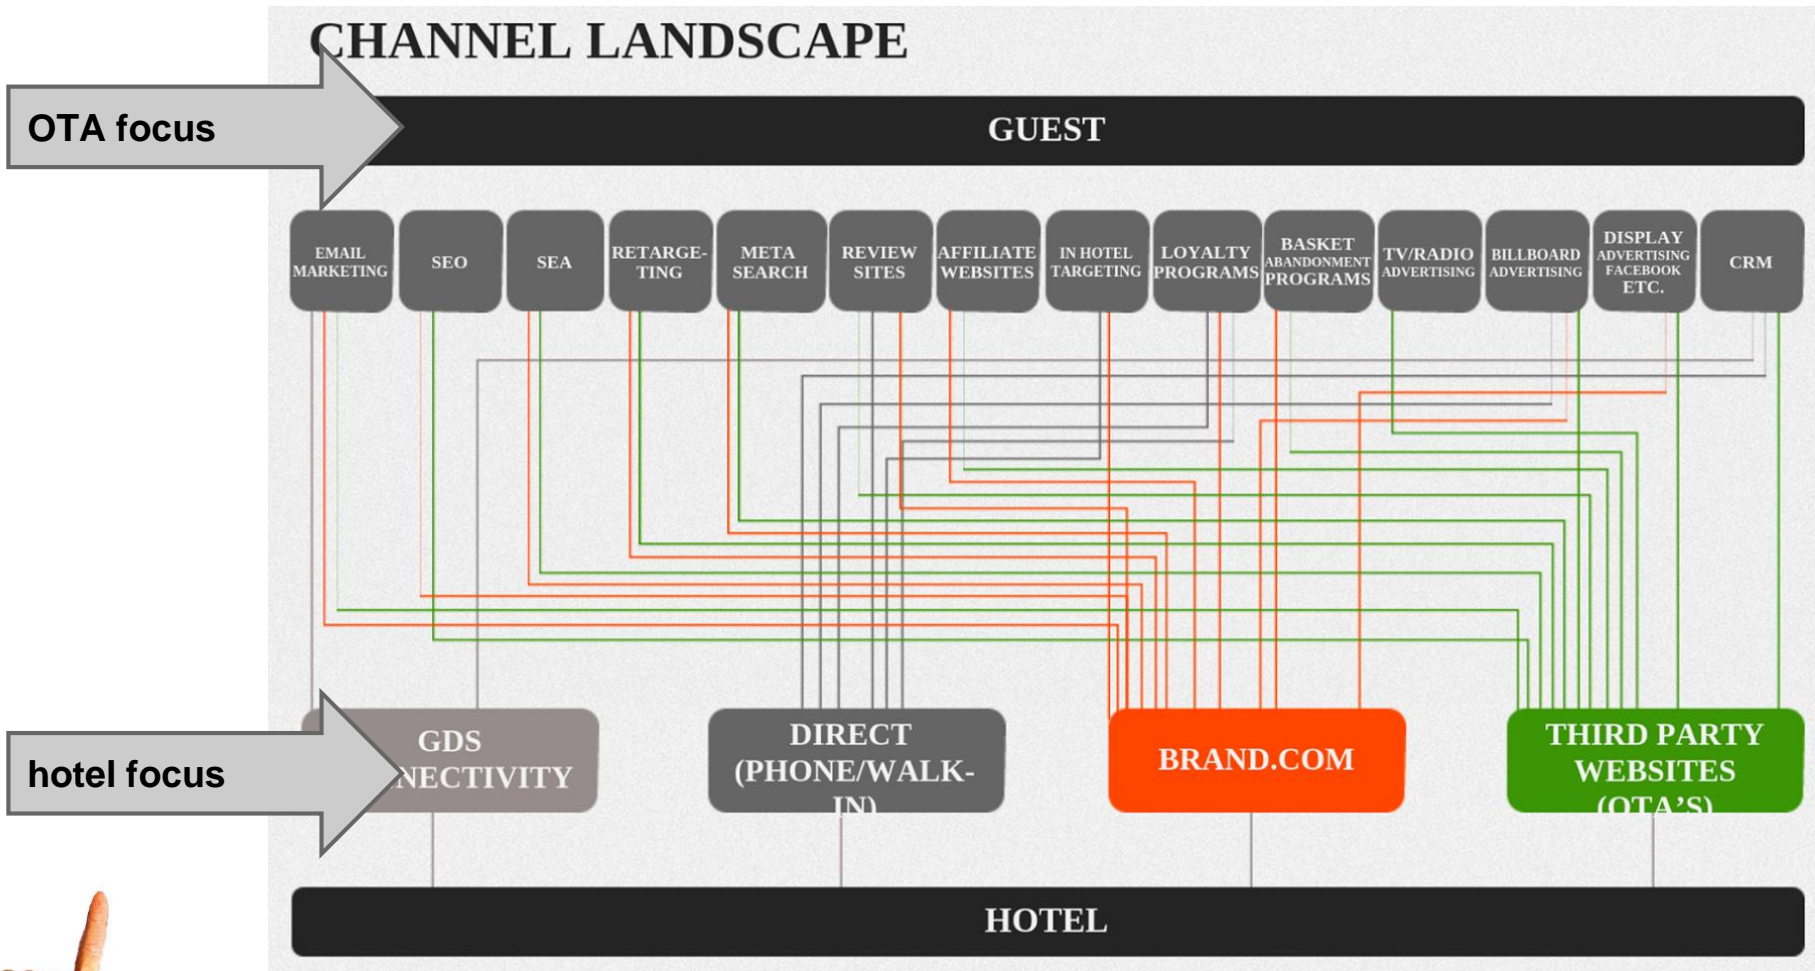 CHANNEL LANDSCAPE
OTA focus
GUEST
EMAIL
MARKETING
SEO
SEA
RETARGE-
TING
META
SEARCH
REVIEW
SITES
AFFILIATE
WEBSITES
IN HOTEL
TARGETING
LOYALTY
PROGRAMS
BASKET
ABANDONMENT
PROGRAMS
TV/RADIO
ADVERTISING
BILLBOARD
ADVERTISING
DISPLAY
ADVERTISING
FACEBOOK
ETC.
CRM
hotel focus
GDS
NECTIVITY
DIRECT
(PHONE/WALK-
IN)
BRAND.COM
THIRD PARTY
WEBSITES
(OTA'S)
HOTEL